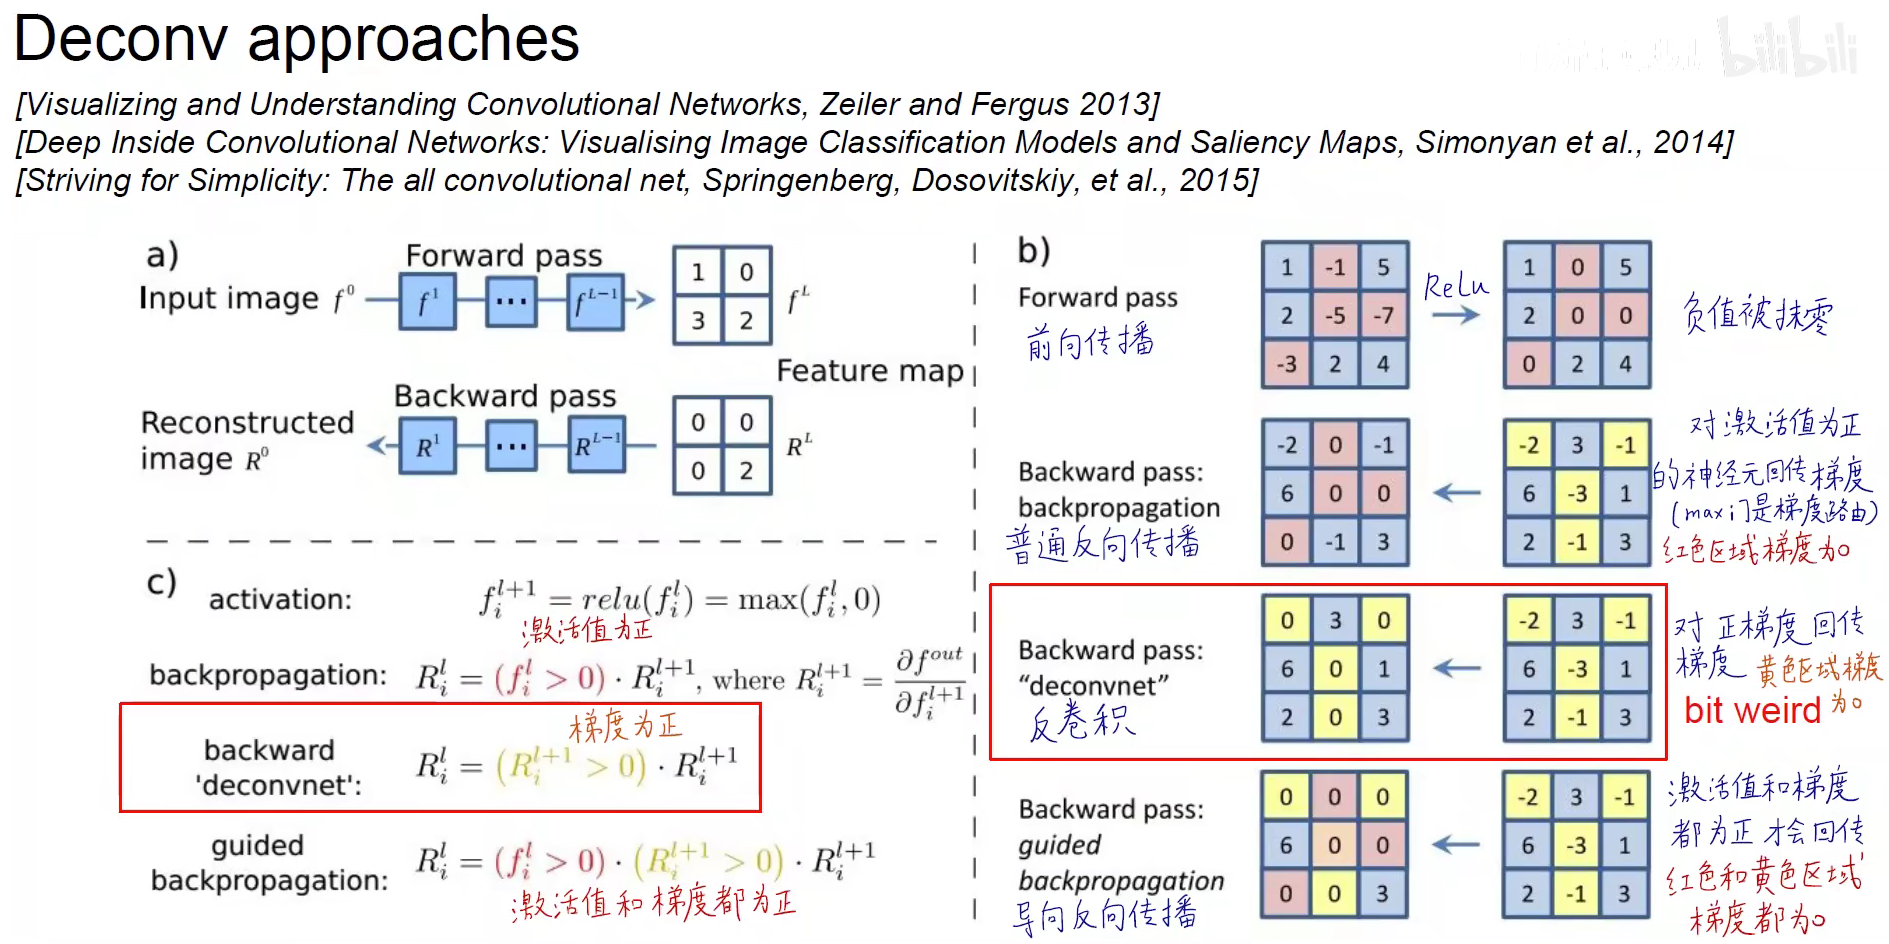 Deconv approaches
bilibili
[Visualizing and Understanding Convolutional Networks, Zeiler and Fergus 2013]
[Deep Inside Convolutional Networks: Visualising Image Classification Models and Saliency Maps, Simonyan et al., 2014]
[Striving for Simplicity: The all convolutional net, Springenberg, Dosovitskiy, et al., 2015]
a)
Forward pass
Input image f⁰
f¹ ... f^{L-1}
1 0
3 2
f^L
Feature map
Backward pass
Reconstructed
image R⁰
R¹ ... R^{L-1}
0 0
0 2
R^L
c)
activation: f_i^{l+1} = relu(f_i^l) = max(f_i^l, 0)
激活值为正
backpropagation: R_i^l = (f_i^l > 0) · R_i^{l+1}, where R_i^{l+1} = ∂f^{out} / ∂f_i^{l+1}
梯度为正
backward
'deconvnet': R_i^l = (R_i^{l+1} > 0) · R_i^{l+1}
guided
backpropagation: R_i^l = (f_i^l > 0) · (R_i^{l+1} > 0) · R_i^{l+1}
激活值和梯度都为正
b)
Forward pass
前向传播
1 -1 5
2 -5 -7
-3 2 4
ReLu
1 0 5
2 0 0
0 2 4
负值被抹零
Backward pass:
backpropagation
普通反向传播
-2 0 -1
6 0 0
0 -1 3
-2 3 -1
6 -3 1
2 -1 3
对激活值为正
的神经元回传梯度
(max门是梯度路由)
红色区域梯度为0
Backward pass:
"deconvnet"
反卷积
0 3 0
6 0 1
2 0 3
-2 3 -1
6 -3 1
2 -1 3
对正梯度回传
梯度 黄色区域梯度
为0
bit weird
Backward pass:
guided
backpropagation
导向反向传播
0 0 0
6 0 0
0 0 3
-2 3 -1
6 -3 1
2 -1 3
激活值和梯度
都为正才会回传
红色和黄色区域
梯度都为0